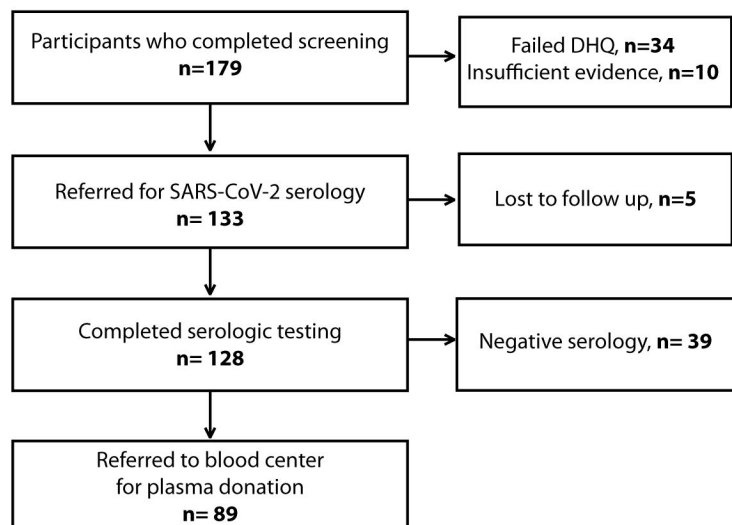 Participants who completed screening
n=179
Failed DHQ, n=34
Insufficient evidence, n=10
Referred for SARS-CoV-2 serology
n= 133
Lost to follow up, n=5
Completed serologic testing
n= 128
Negative serology, n= 39
Referred to blood center
for plasma donation
n= 89